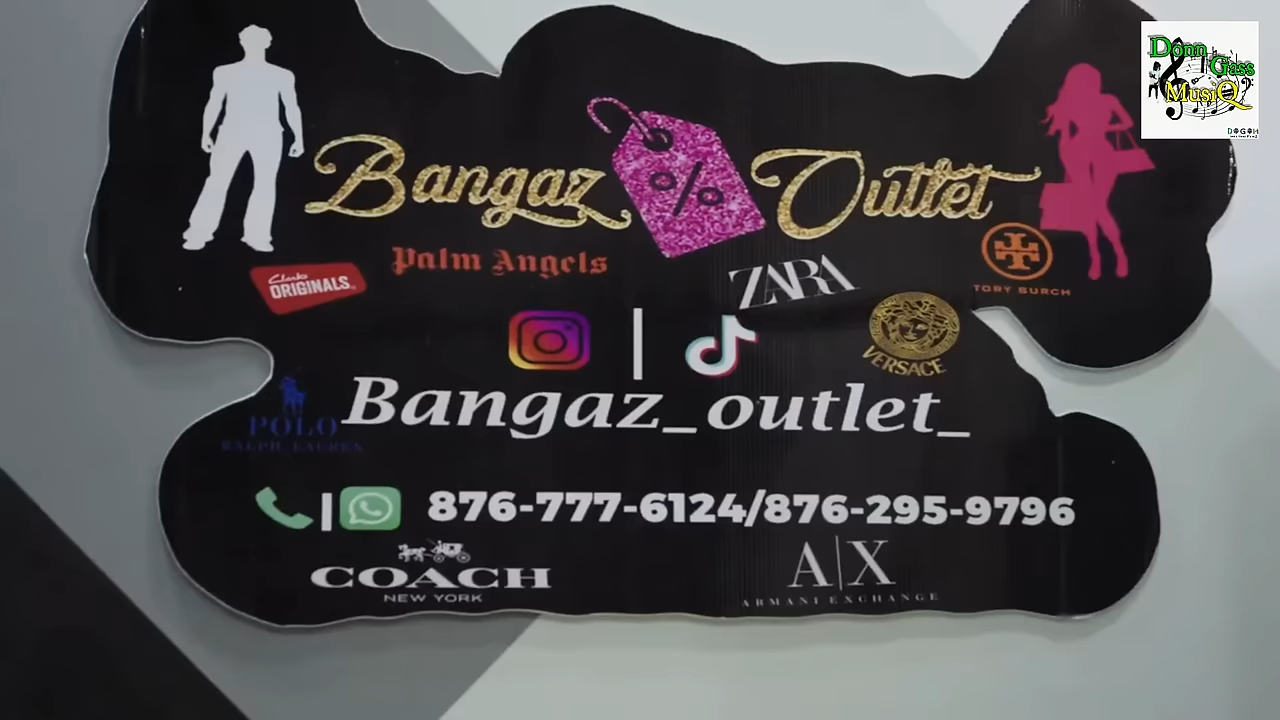 Donn
Gass
MusiQ
Bangaz % Outlet
Clarks
ORIGINALS
Palm Angels
ZARA
TORY BURCH
VERSACE
POLO
RALPH LAUREN
Bangaz_outlet_
876-777-6124/876-295-9796
COACH
NEW YORK
A|X
ARMANI EXCHANGE